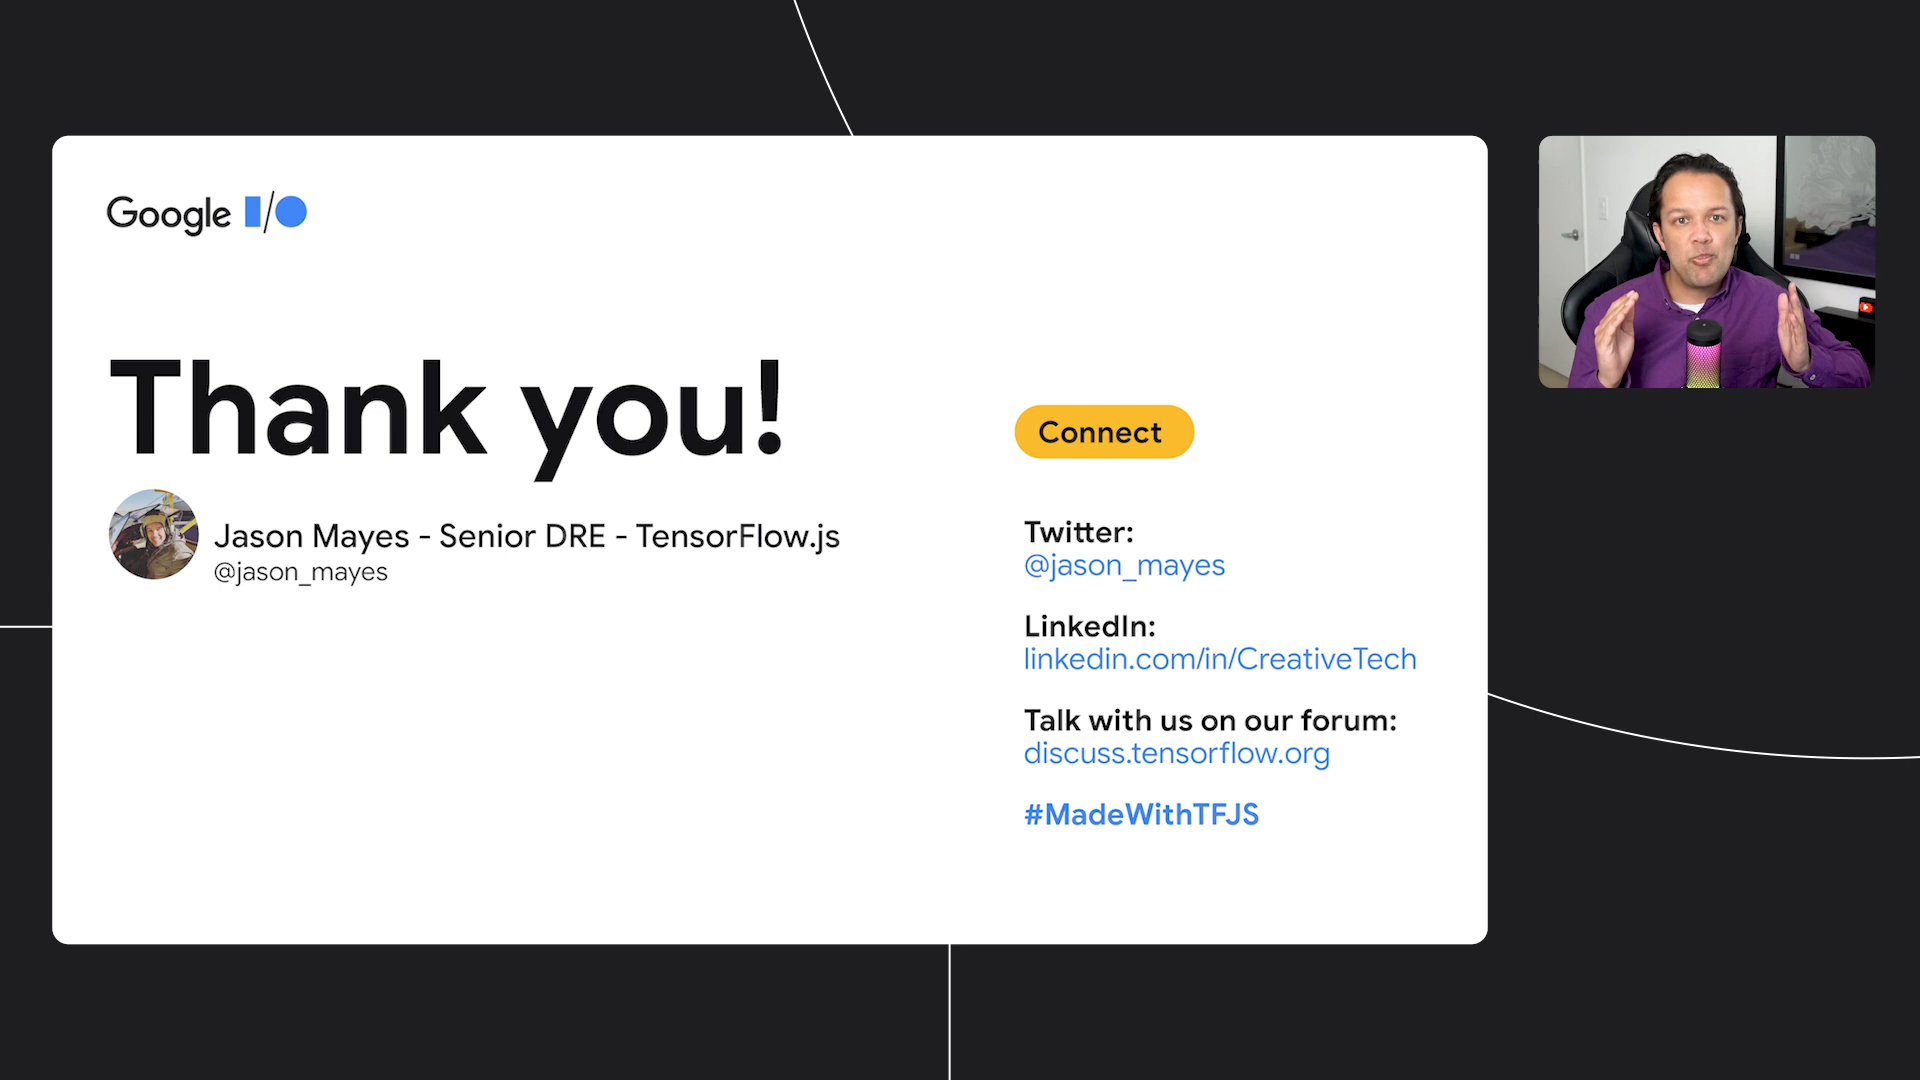 Google I/O
Thank you!
Jason Mayes - Senior DRE - TensorFlow.js
@jason_mayes
Connect
Twitter:
@jason_mayes
LinkedIn:
linkedin.com/in/CreativeTech
Talk with us on our forum:
discuss.tensorflow.org
#MadeWithTFJS